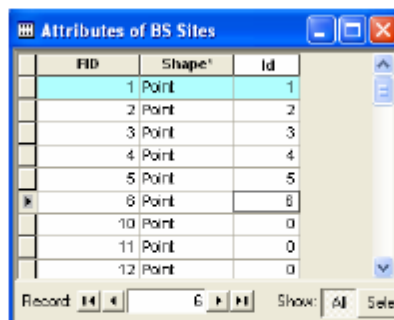 Attributes of BS Sites
FID Shape* Id
1 Point 1
2 Point 2
3 Point 3
4 Point 4
5 Point 5
6 Point 6
10 Point 0
11 Point 0
12 Point 0
Record: 6 Show: All Sele